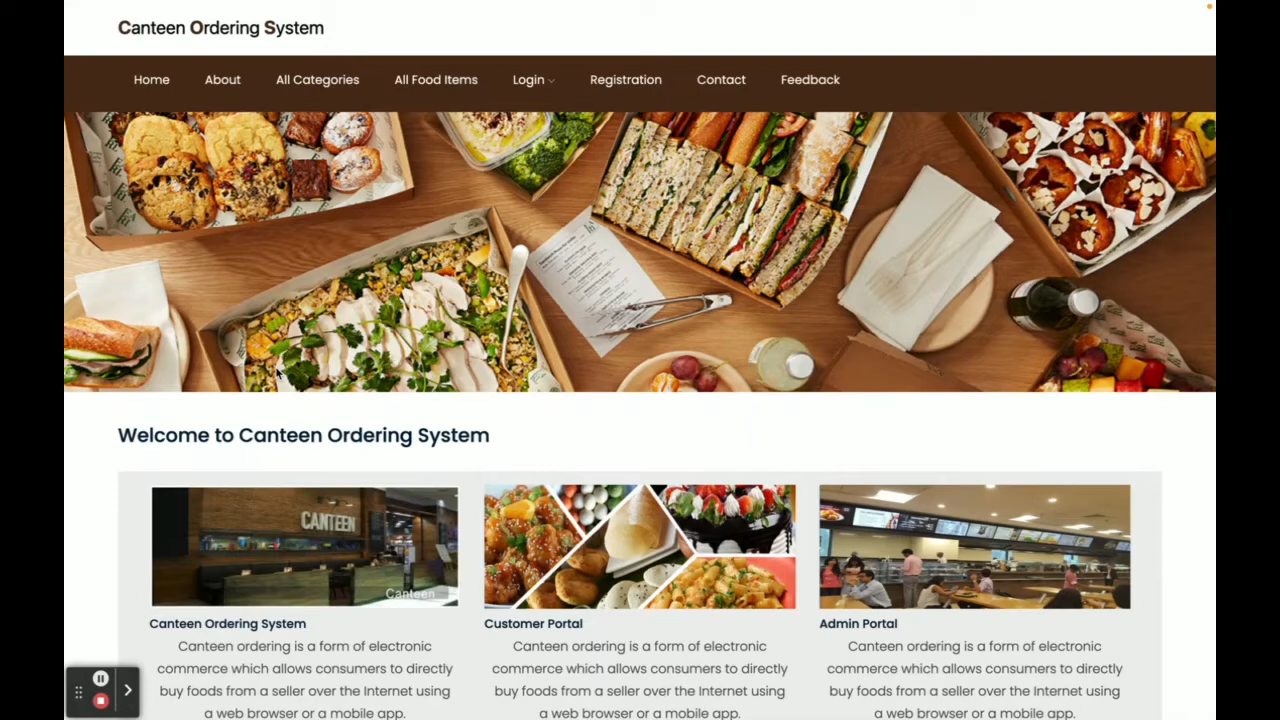 Canteen Ordering System
Home About All Categories All Food Items Login Registration Contact Feedback
Welcome to Canteen Ordering System
CANTEEN
Canteen
Canteen Ordering System
Canteen ordering is a form of electronic
commerce which allows consumers to directly
buy foods from a seller over the Internet using
a web browser or a mobile app.
Customer Portal
Canteen ordering is a form of electronic
commerce which allows consumers to directly
buy foods from a seller over the Internet using
a web browser or a mobile app.
Admin Portal
Canteen ordering is a form of electronic
commerce which allows consumers to directly
buy foods from a seller over the Internet using
a web browser or a mobile app.